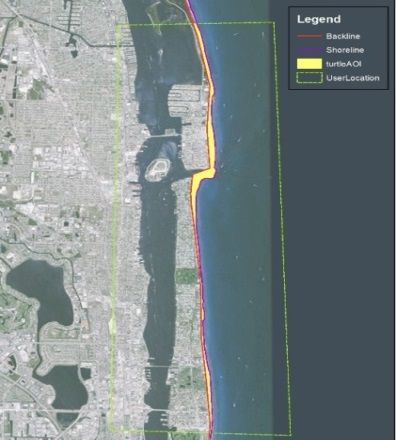 Legend
Backline
Shoreline
turtleAOI
UserLocation